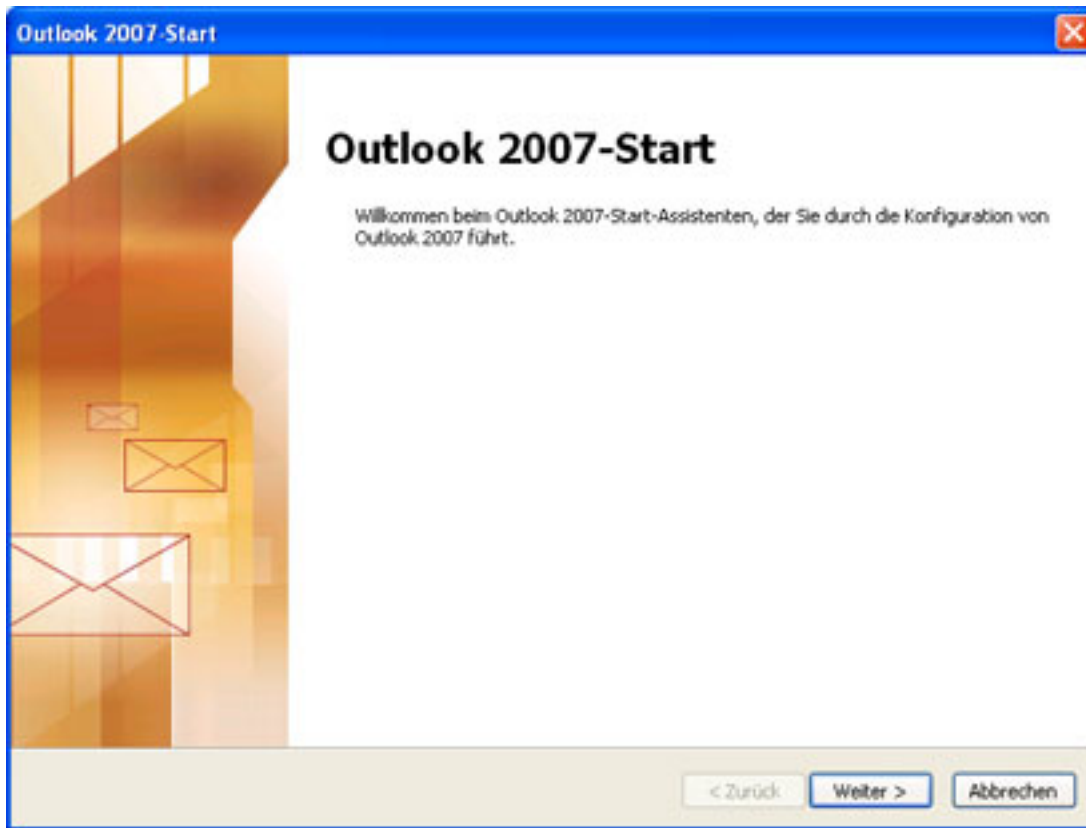 Outlook 2007-Start
Outlook 2007-Start
Willkommen beim Outlook 2007-Start-Assistenten, der Sie durch die Konfiguration von
Outlook 2007 führt.
< Zurück
Weiter >
Abbrechen